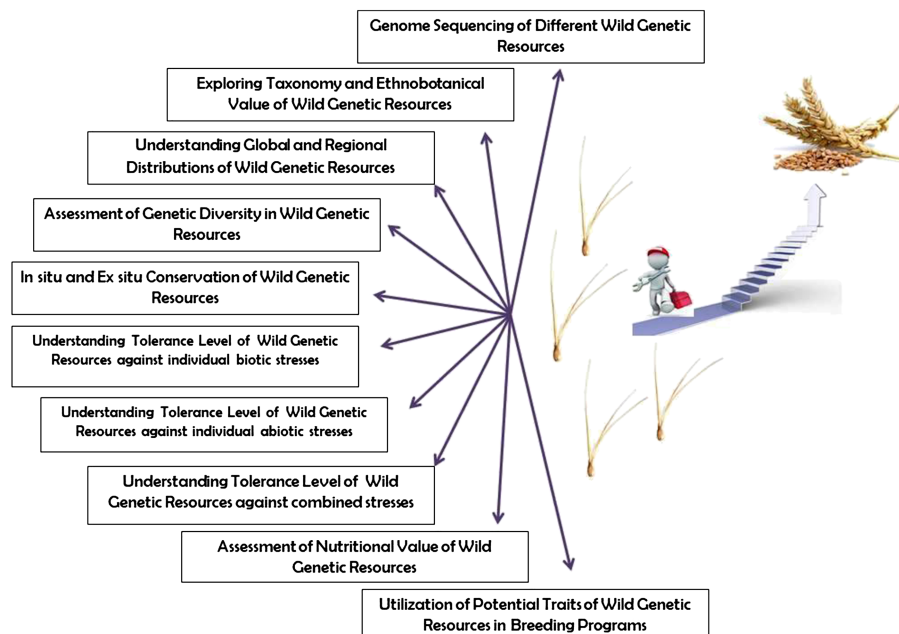 Genome Sequencing of Different Wild Genetic
Resources
Exploring Taxonomy and Ethnobotanical
Value of Wild Genetic Resources
Understanding Global and Regional
Distributions of Wild Genetic Resources
Assessment of Genetic Diversity in Wild Genetic
Resources
In situ and Ex situ Conservation of Wild Genetic
Resources
Understanding Tolerance Level of Wild Genetic
Resources against individual biotic stresses
Understanding Tolerance Level of Wild Genetic
Resources against individual abiotic stresses
Understanding Tolerance Level of Wild
Genetic Resources against combined stresses
Assessment of Nutritional Value of Wild
Genetic Resources
Utilization of Potential Traits of Wild Genetic
Resources in Breeding Programs